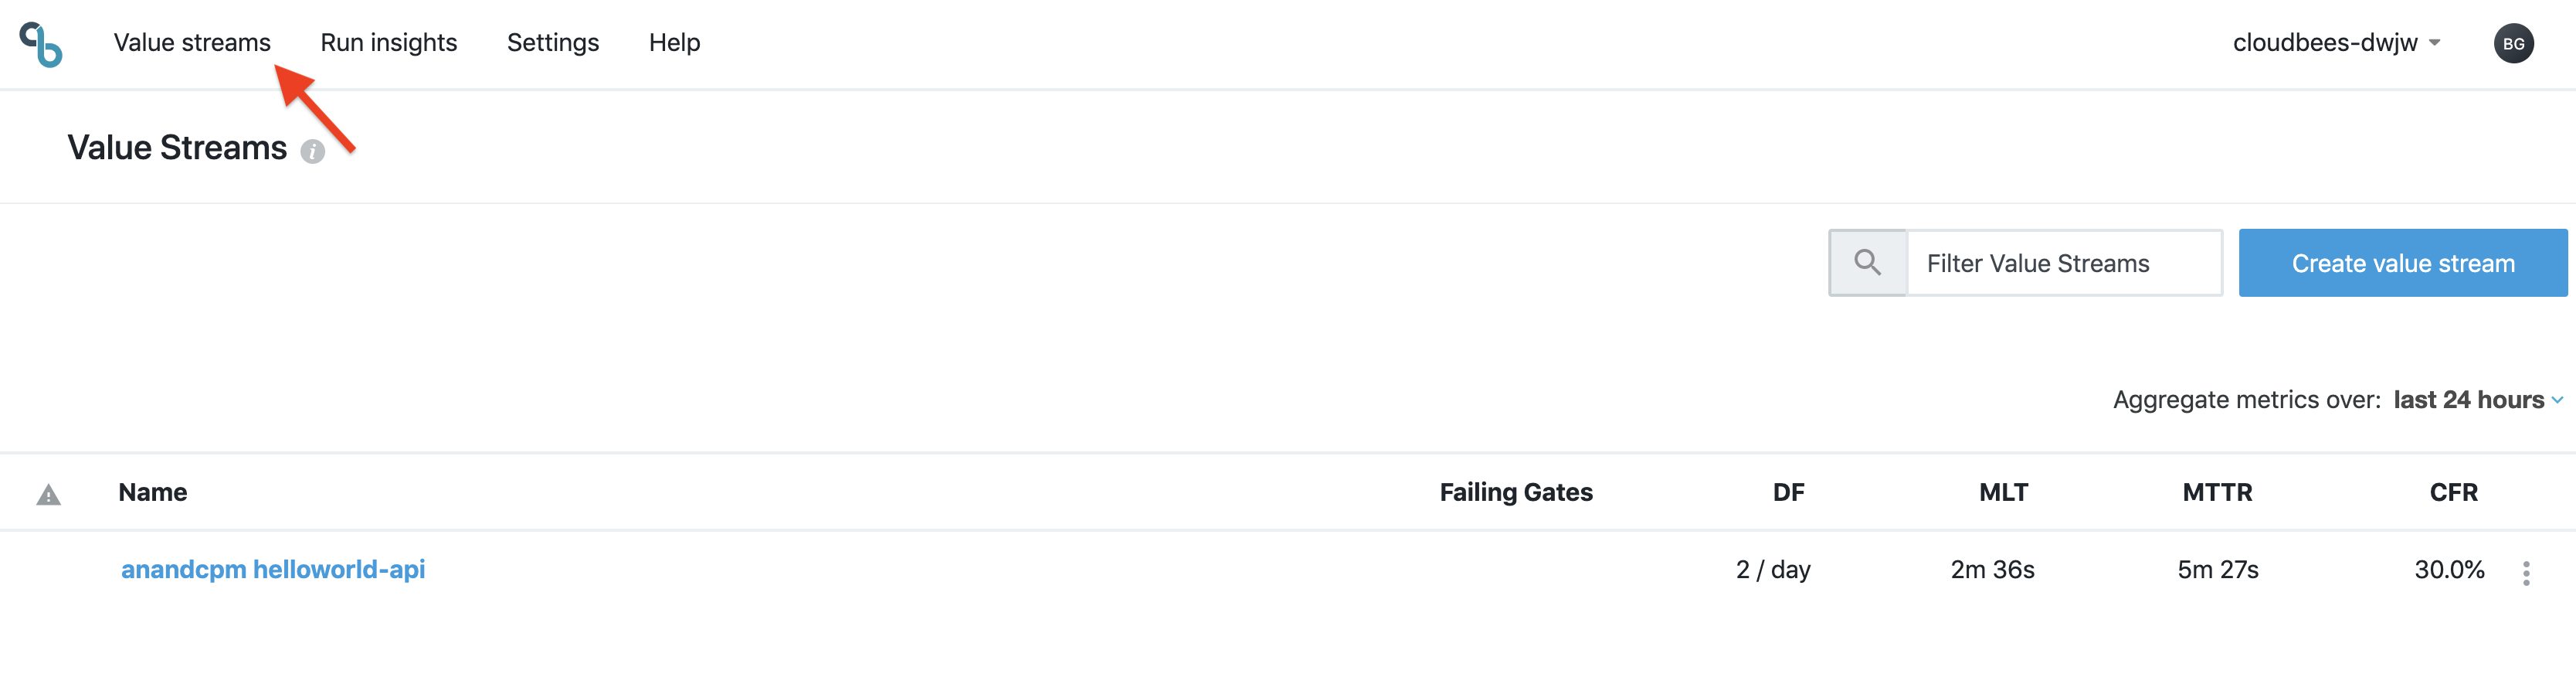 Value streams Run insights Settings Help cloudbees-dwjw BG
Value Streams i
Filter Value Streams Create value stream
Aggregate metrics over: last 24 hours
Name Failing Gates DF MLT MTTR CFR
anandcpm helloworld-api 2 / day 2m 36s 5m 27s 30.0%